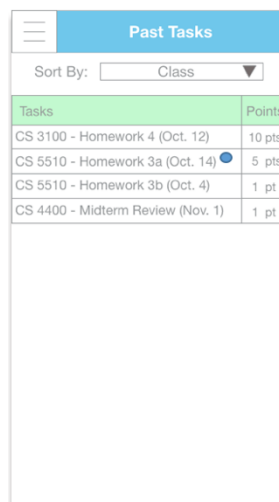 Past Tasks
Sort By: Class
Tasks Points
CS 3100 - Homework 4 (Oct. 12) 10 pts
CS 5510 - Homework 3a (Oct. 14) 5 pts
CS 5510 - Homework 3b (Oct. 4) 1 pt
CS 4400 - Midterm Review (Nov. 1) 1 pt